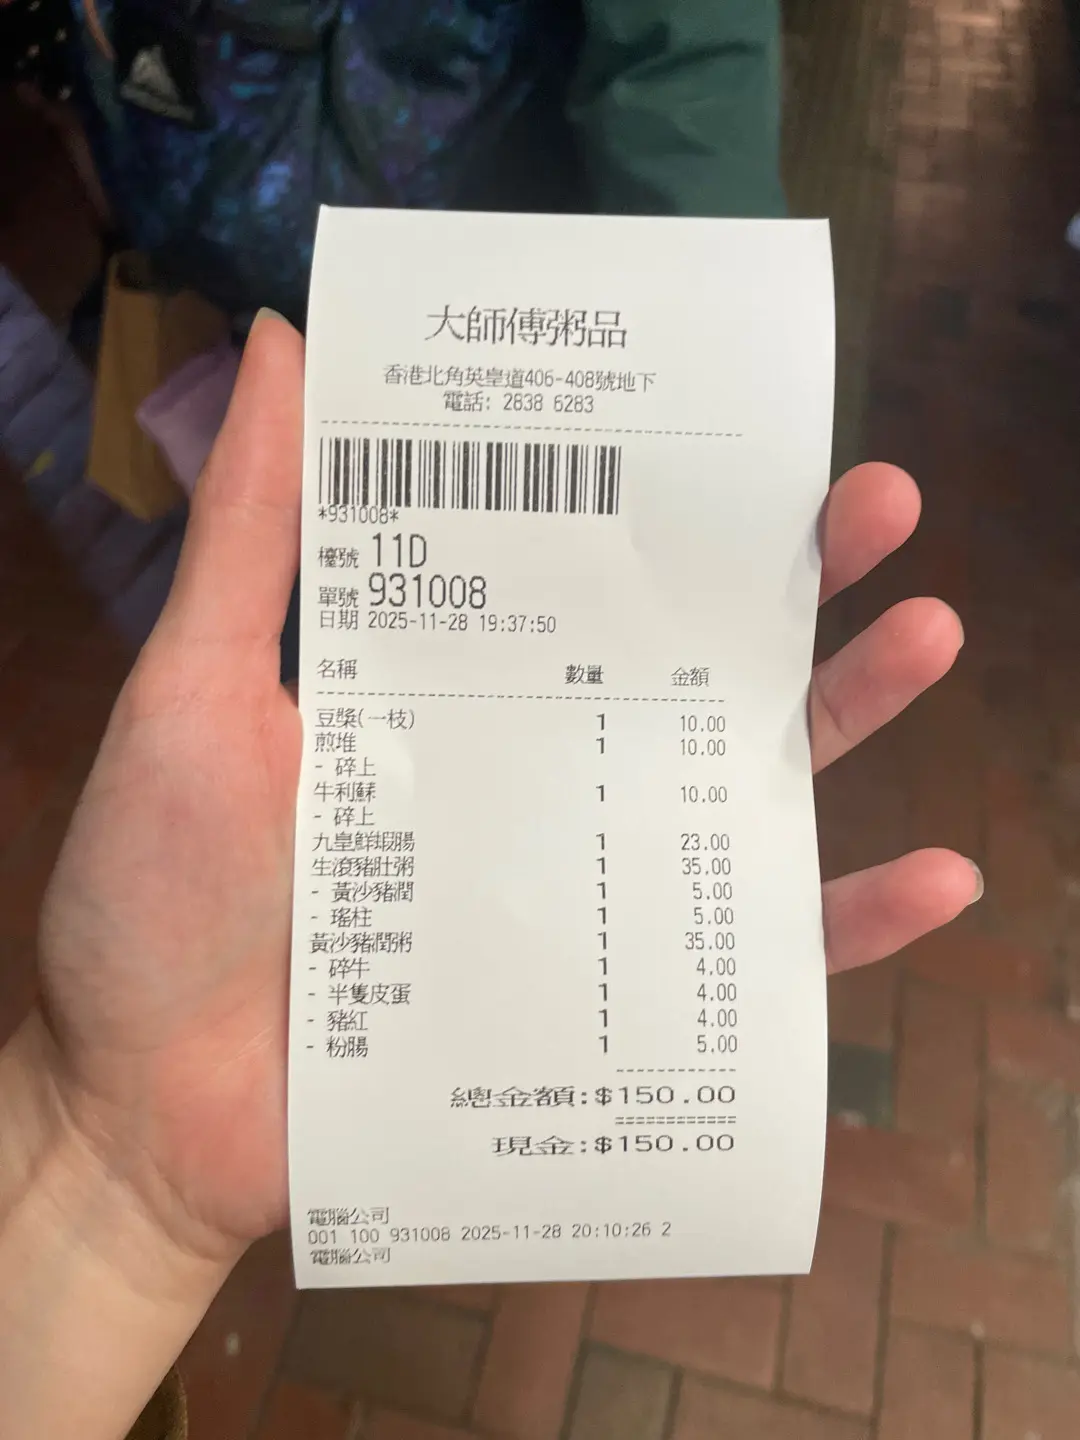 大師傅粥品
香港北角英皇道406-408號地下
電話: 2838 6283
*931008*
檯號 11D
單號 931008
日期 2025-11-28 19:37:50
名稱 數量 金額
豆漿(一枝) 1 10.00
煎堆 1 10.00
- 碎上
牛利酥 1 10.00
- 碎上
九皇鮮蝦腸 1 23.00
生滾豬肚粥 1 35.00
- 黃沙豬潤 1 5.00
- 瑤柱 1 5.00
黃沙豬潤粥 1 35.00
- 碎牛 1 4.00
- 半隻皮蛋 1 4.00
- 豬紅 1 4.00
- 粉腸 1 5.00
總金額:$150.00
現金:$150.00
電腦公司
001 100 931008 2025-11-28 20:10:26 2
電腦公司